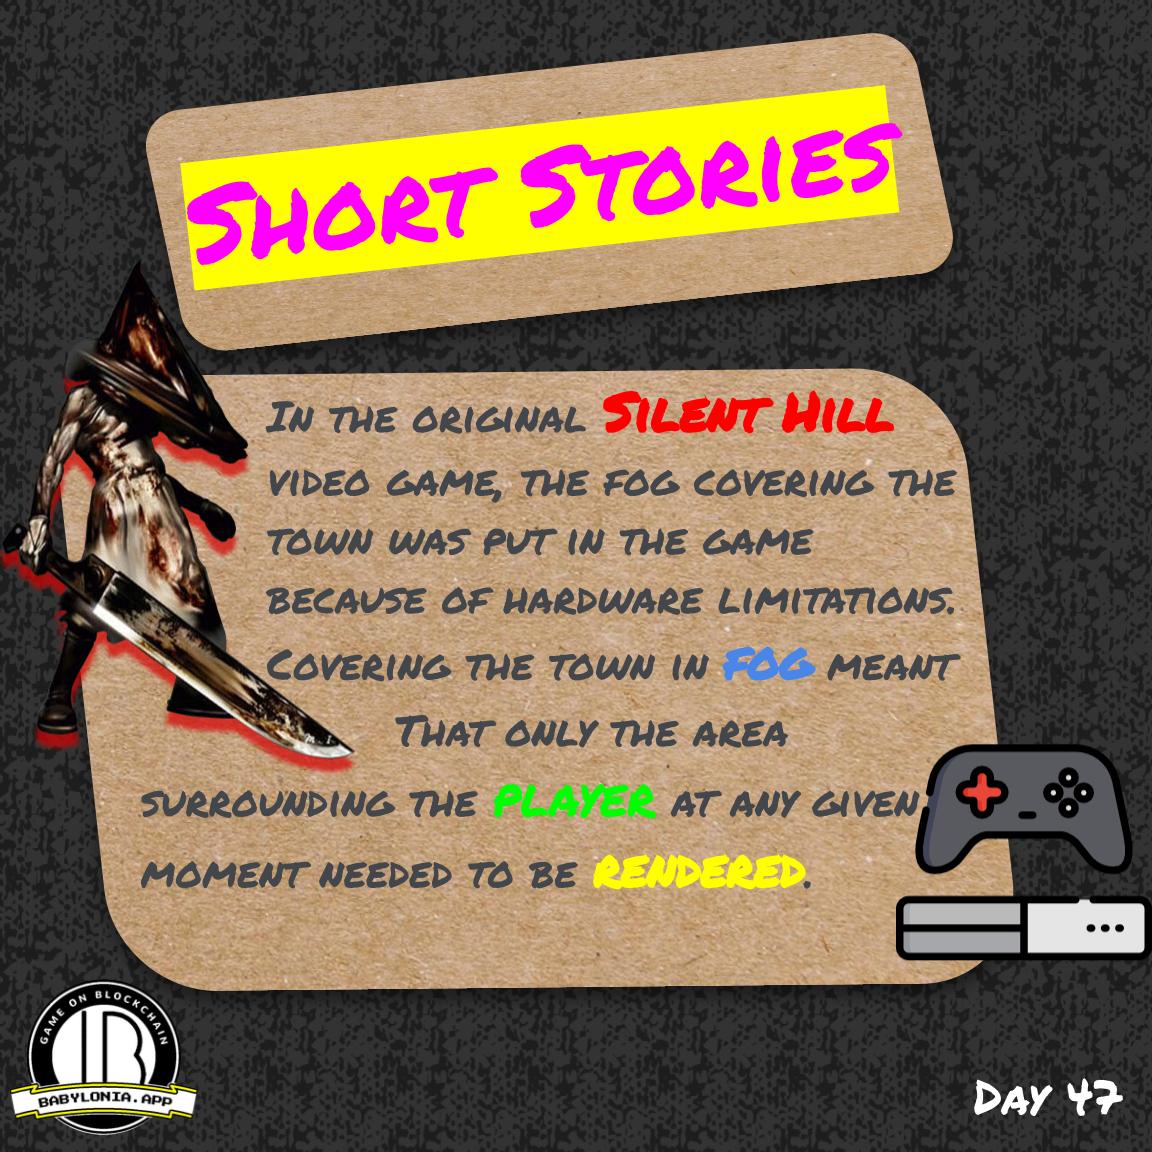 Short Stories
In the original Silent Hill
video game, the fog covering the
town was put in the game
because of hardware limitations.
Covering the town in fog meant
That only the area
surrounding the player at any given
moment needed to be rendered.
GAME ON BLOCKCHAIN
B
BABYLONIA.APP
Day 47